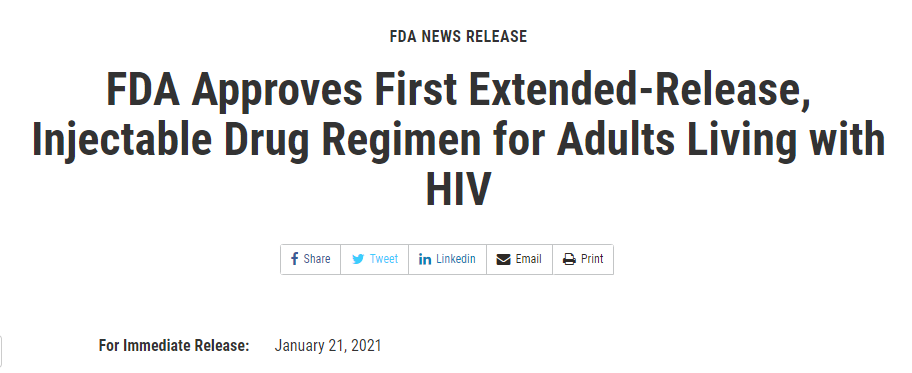 FDA NEWS RELEASE
FDA Approves First Extended-Release,
Injectable Drug Regimen for Adults Living with
HIV
Share Tweet Linkedin Email Print
For Immediate Release: January 21, 2021